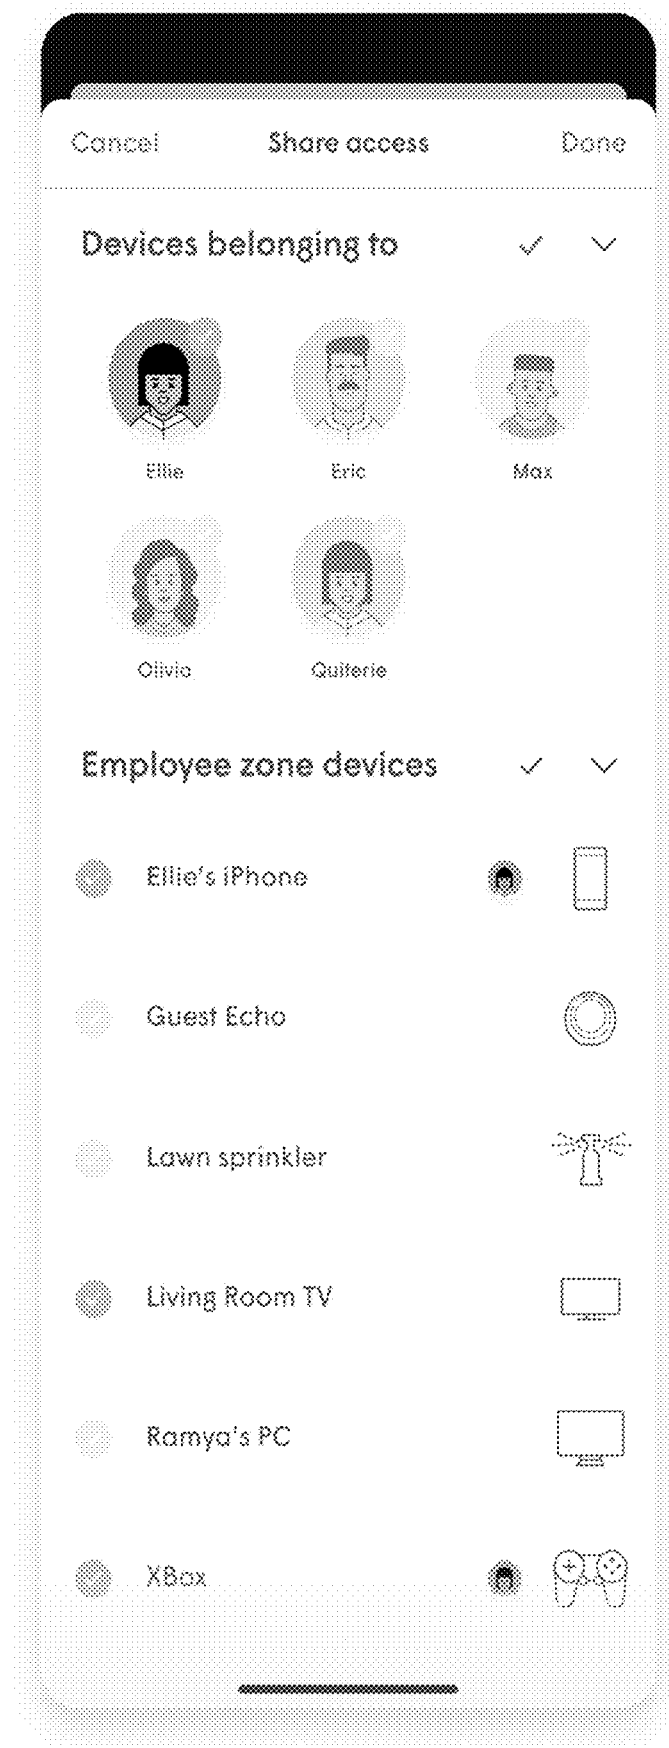 Cancel Share access Done
Devices belonging to
Ellie Eric Max
Olivia Quiterie
Employee zone devices
Ellie's iPhone
Guest Echo
Lawn sprinkler
Living Room TV
Ramya's PC
XBox